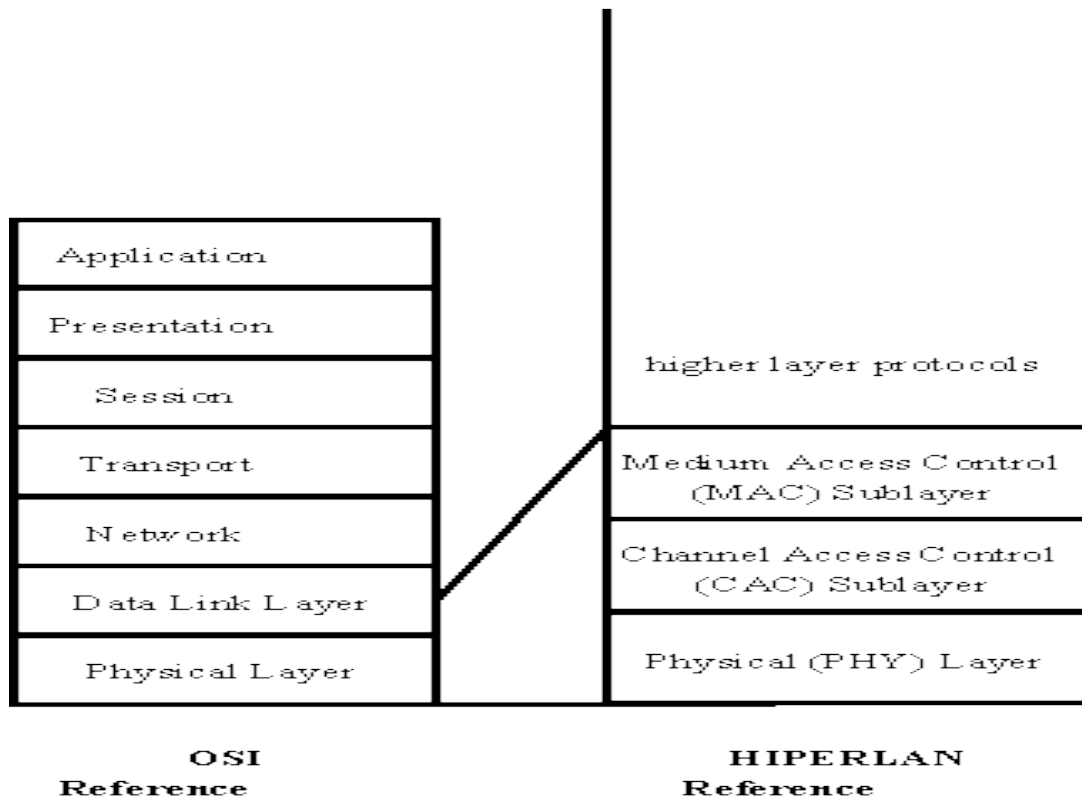 Application
Presentation
Session
Transport
Network
Data Link Layer
Physical Layer
OSI
Reference
higher layer protocols
Medium Access Control
(MAC) Sublayer
Channel Access Control
(CAC) Sublayer
Physical (PHY) Layer
HIPERLAN
Reference